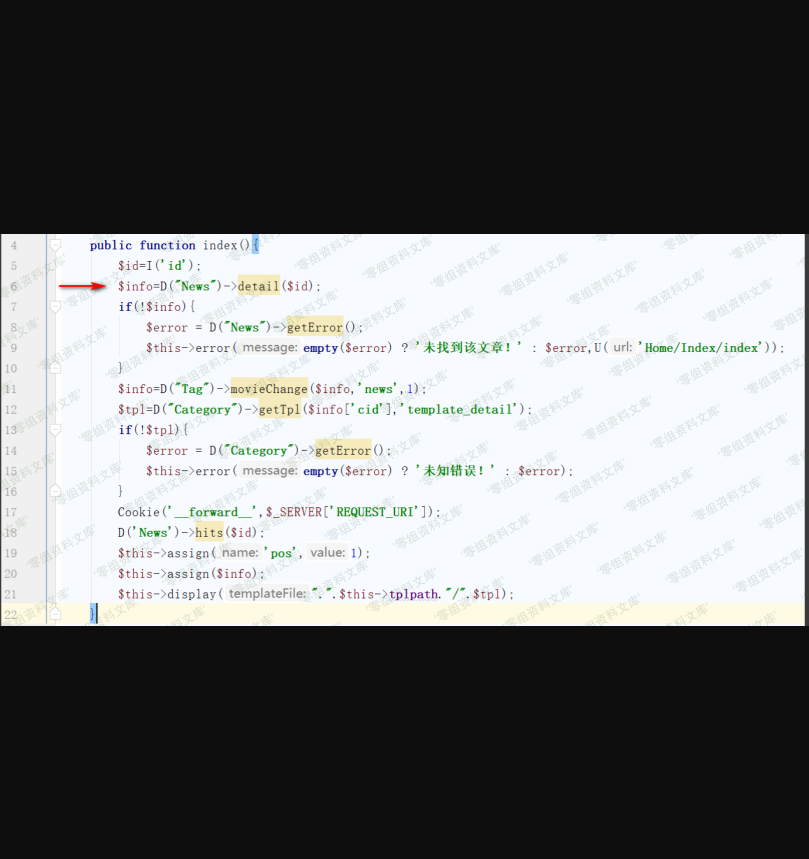 4 public function index(){
5 $id=I('id');
6 $info=D("News")->detail($id);
7 if(!$info){
8 $error = D("News")->getError();
9 $this->error( message: empty($error) ? '未找到该文章！' : $error,U( url: 'Home/Index/index'));
10 }
11 $info=D("Tag")->movieChange($info,'news',1);
12 $tpl=D("Category")->getTpl($info['cid'],'template_detail');
13 if(!$tpl){
14 $error = D("Category")->getError();
15 $this->error( message: empty($error) ? '未知错误！' : $error);
16 }
17 Cookie('__forward__',$_SERVER['REQUEST_URI']);
18 D('News')->hits($id);
19 $this->assign( name: 'pos', value: 1);
20 $this->assign($info);
21 $this->display( templateFile: ".".$this->tplpath."/".$tpl);
22 }
零组资料文库